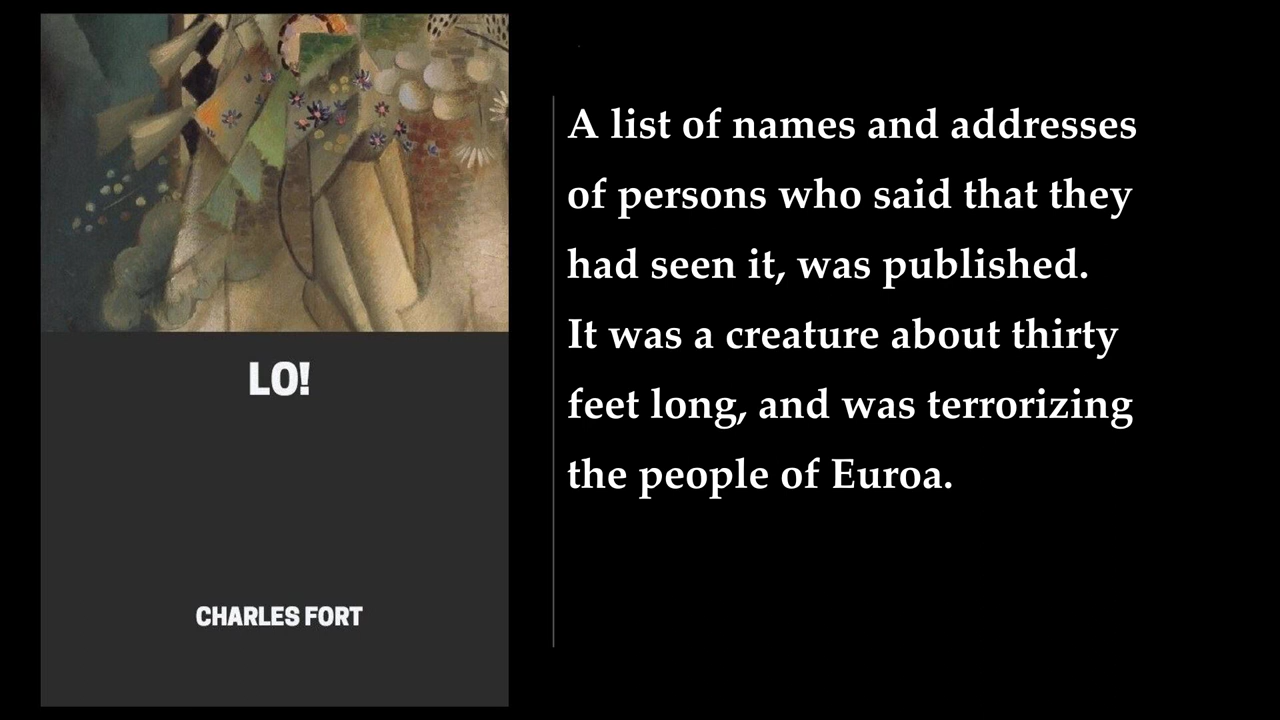 LO!
CHARLES FORT
A list of names and addresses
of persons who said that they
had seen it, was published.
It was a creature about thirty
feet long, and was terrorizing
the people of Euroa.